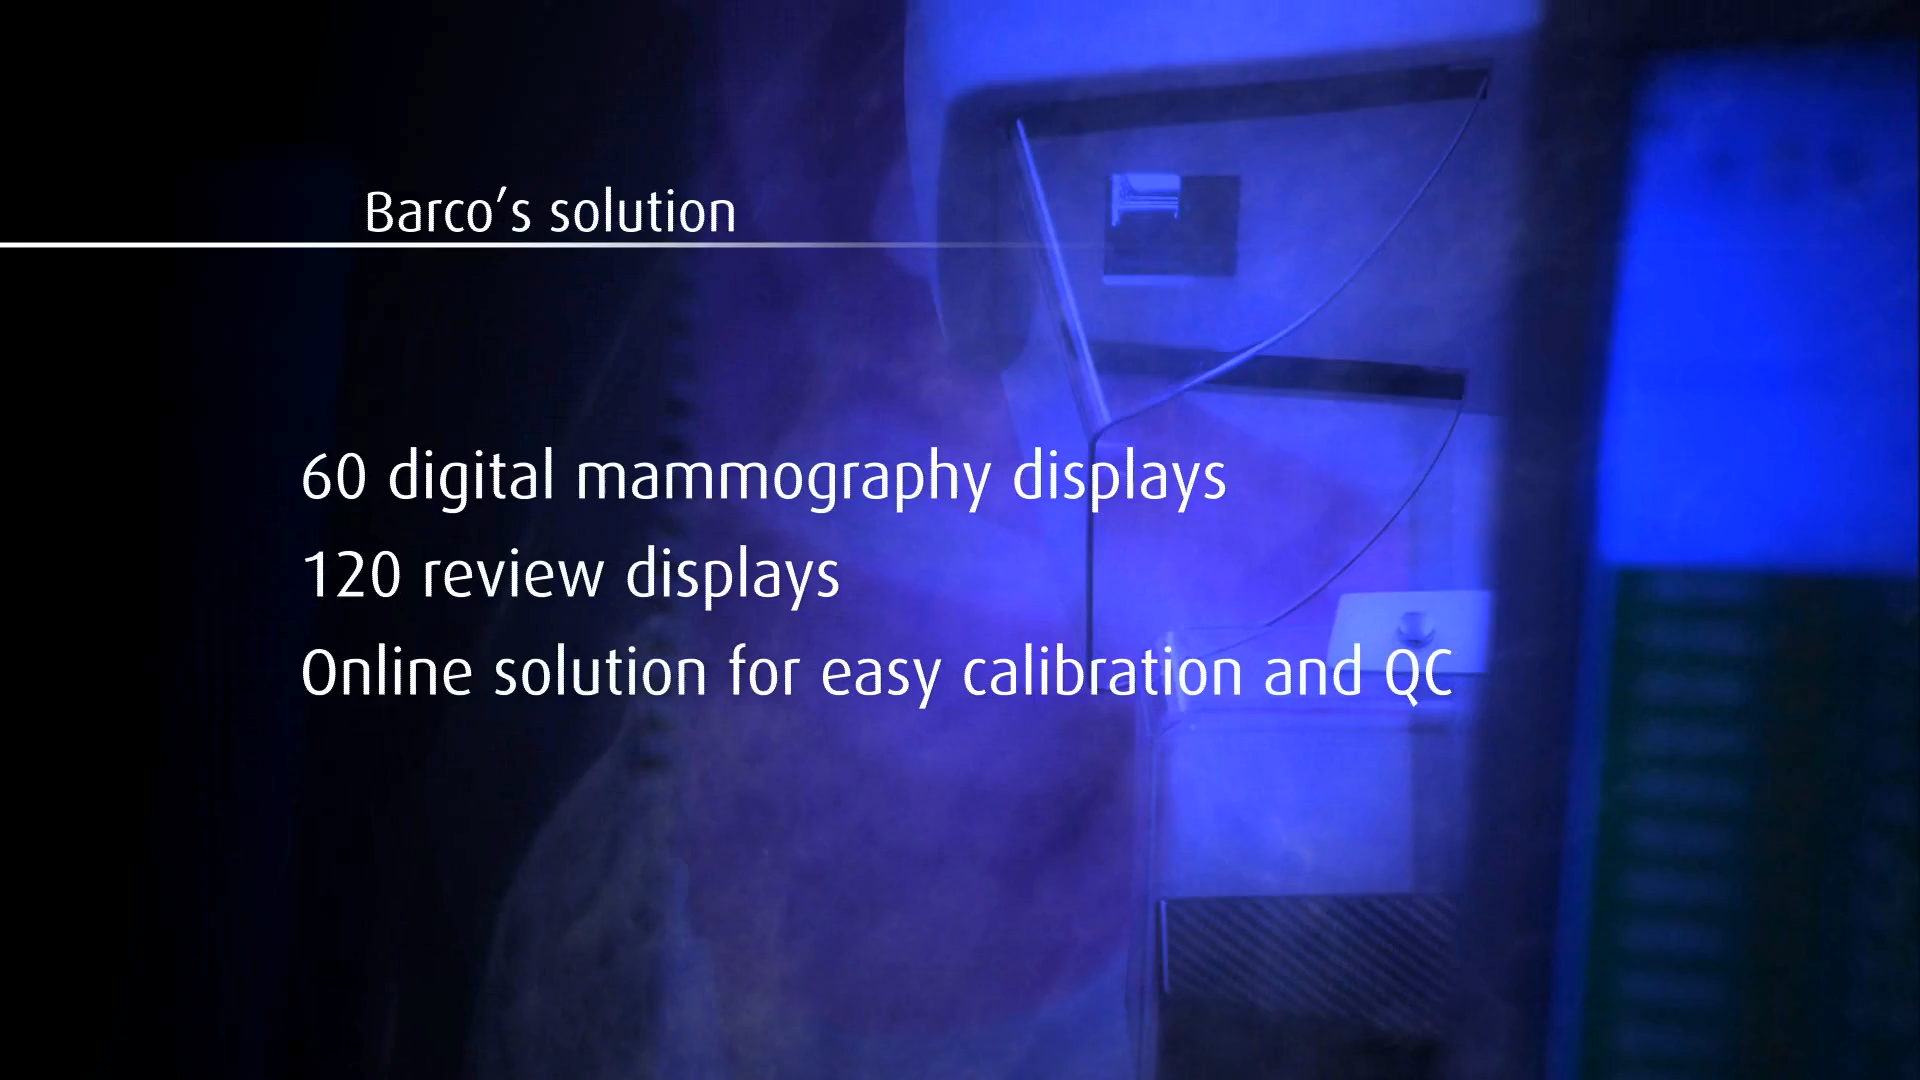 Barco’s solution
60 digital mammography displays
120 review displays
Online solution for easy calibration and QC